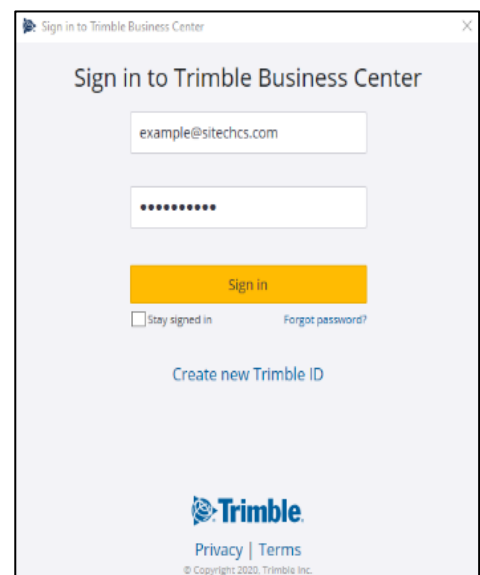 Sign in to Trimble Business Center
Sign in to Trimble Business Center
example@sitechcs.com
••••••••••
Sign in
Stay signed in Forgot password?
Create new Trimble ID
Trimble.
Privacy | Terms
© Copyright 2020, Trimble Inc.